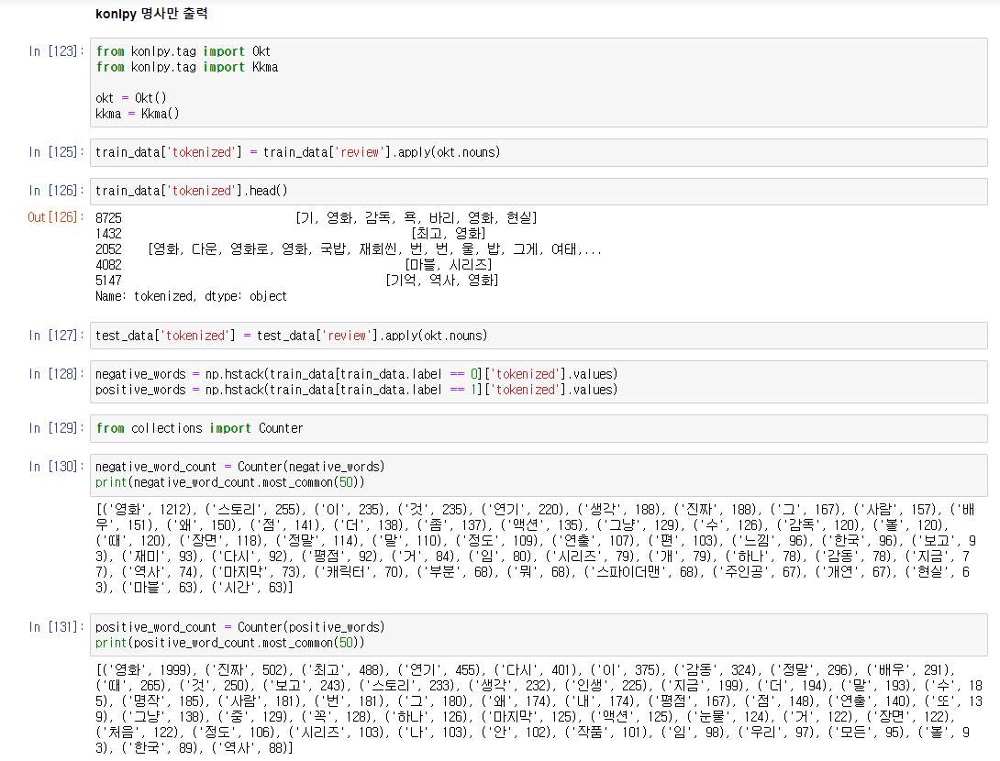 konlpy 명사만 출력
In [123]: from konlpy.tag import Okt
from konlpy.tag import Kkma
okt = Okt()
kkma = Kkma()
In [125]: train_data['tokenized'] = train_data['review'].apply(okt.nouns)
In [126]: train_data['tokenized'].head()
Out[126]: 8725 [기, 영화, 감독, 욕, 바리, 영화, 현실]
1432 [최고, 영화]
2052 [영화, 다운, 영화로, 영화, 국밥, 재회씬, 번, 번, 울, 밥, 그게, 여태,...
4082 [마블, 시리즈]
5147 [기억, 역사, 영화]
Name: tokenized, dtype: object
In [127]: test_data['tokenized'] = test_data['review'].apply(okt.nouns)
In [128]: negative_words = np.hstack(train_data[train_data.label == 0]['tokenized'].values)
positive_words = np.hstack(train_data[train_data.label == 1]['tokenized'].values)
In [129]: from collections import Counter
In [130]: negative_word_count = Counter(negative_words)
print(negative_word_count.most_common(50))
[('영화', 1212), ('스토리', 255), ('이', 235), ('것', 235), ('연기', 220), ('생각', 188), ('진짜', 188), ('그', 167), ('사람', 157), ('배
우', 151), ('왜', 150), ('점', 141), ('더', 138), ('좀', 137), ('액션', 135), ('그냥', 129), ('수', 126), ('감독', 120), ('볼', 120),
('때', 120), ('장면', 118), ('정말', 114), ('말', 110), ('정도', 109), ('연출', 107), ('편', 103), ('느낌', 96), ('한국', 96), ('보고', 9
3), ('재미', 93), ('다시', 92), ('평점', 92), ('거', 84), ('임', 80), ('시리즈', 79), ('개', 79), ('하나', 78), ('감동', 78), ('지금', 7
7), ('역사', 74), ('마지막', 73), ('캐릭터', 70), ('부분', 68), ('뭐', 68), ('스파이더맨', 68), ('주인공', 67), ('개연', 67), ('현실', 6
3), ('마블', 63), ('시간', 63)]
In [131]: positive_word_count = Counter(positive_words)
print(positive_word_count.most_common(50))
[('영화', 1999), ('진짜', 502), ('최고', 488), ('연기', 455), ('다시', 401), ('이', 375), ('감동', 324), ('정말', 296), ('배우', 291),
('때', 265), ('것', 250), ('보고', 243), ('스토리', 233), ('생각', 232), ('인생', 225), ('지금', 199), ('더', 194), ('말', 193), ('수', 18
5), ('명작', 185), ('사람', 181), ('번', 181), ('그', 180), ('왜', 174), ('내', 174), ('평점', 167), ('점', 148), ('연출', 140), ('또', 13
9), ('그냥', 138), ('중', 129), ('꼭', 128), ('하나', 126), ('마지막', 125), ('액션', 125), ('눈물', 124), ('거', 122), ('장면', 122),
('처음', 122), ('정도', 106), ('시리즈', 103), ('나', 103), ('안', 102), ('작품', 101), ('임', 98), ('우리', 97), ('모든', 95), ('볼', 9
3), ('한국', 89), ('역사', 88)]